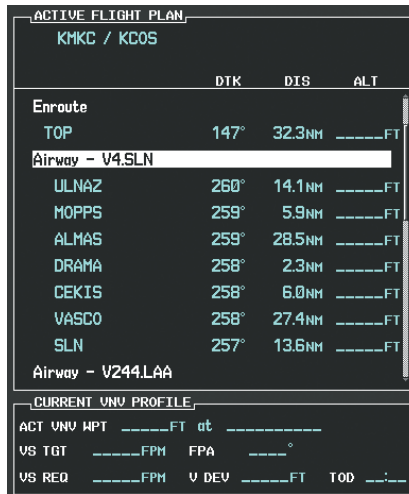 ACTIVE FLIGHT PLAN
KMKC / KCOS
DTK DIS ALT
Enroute
TOP 147° 32.3NM _____FT
Airway - V4.SLN
ULNAZ 260° 14.1NM _____FT
MOPPS 259° 5.9NM _____FT
ALMAS 259° 28.5NM _____FT
DRAMA 258° 2.3NM _____FT
CEKIS 258° 6.0NM _____FT
VASCO 258° 27.4NM _____FT
SLN 257° 13.6NM _____FT
Airway - V244.LAA
CURRENT VNV PROFILE
ACT VNV WPT _____FT at __________
VS TGT _____FPM FPA ____°
VS REQ _____FPM V DEV _____FT TOD __:__